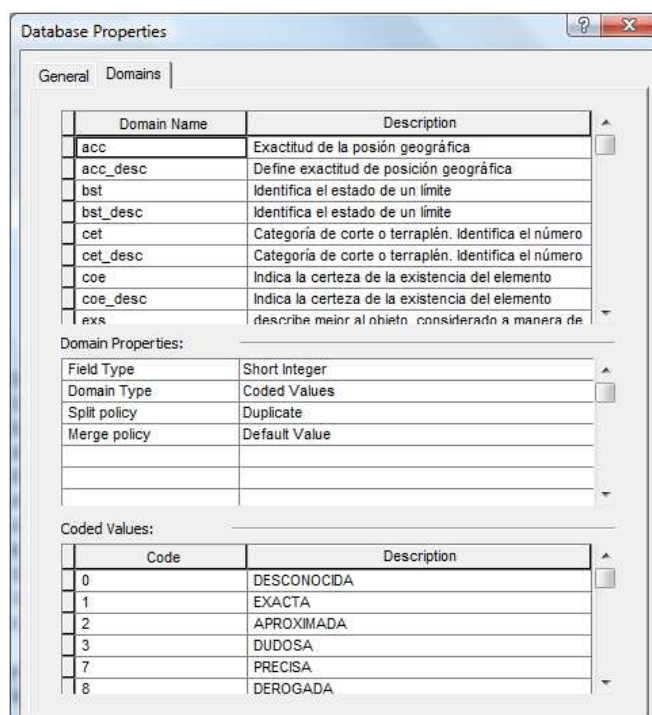 Database Properties
General Domains
Domain Name Description
acc Exactitud de la posión geográfica
acc_desc Define exactitud de posición geográfica
bst Identifica el estado de un límite
bst_desc Identifica el estado de un límite
cet Categoría de corte o terraplén. Identifica el número
cet_desc Categoría de corte o terraplén. Identifica el número
coe Indica la certeza de la existencia del elemento
coe_desc Indica la certeza de la existencia del elemento
exs describe mejor al objeto, considerado a manera de
Domain Properties:
Field Type Short Integer
Domain Type Coded Values
Split policy Duplicate
Merge policy Default Value
Coded Values:
Code Description
0 DESCONOCIDA
1 EXACTA
2 APROXIMADA
3 DUDOSA
7 PRECISA
8 DEROGADA